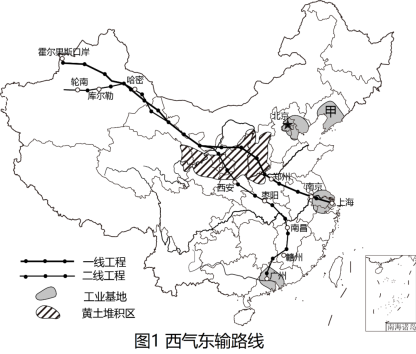 霍尔果斯口岸
轮南
库尔勒
哈密
北京
甲
西安
郑州
枣阳
南京
上海
南昌
赣州
广州
一线工程
二线工程
工业基地
黄土堆积区
南海诸岛
图1 西气东输路线